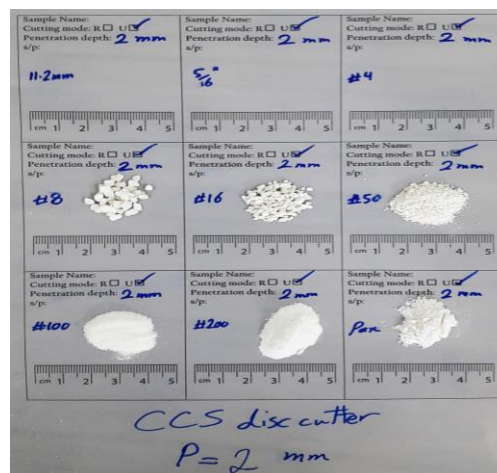 Sample Name:
Cutting mode: R☐ U☑
Penetration depth: 2 mm
s/p:
11.2mm
cm 1 2 3 4 5
Sample Name:
Cutting mode: R☐ U☑
Penetration depth: 2 mm
s/p:
5/16"
cm 1 2 3 4 5
Sample Name:
Cutting mode: R☐ U☑
Penetration depth: 2 mm
s/p:
#4
cm 1 2 3 4 5
Sample Name:
Cutting mode: R☐ U☑
Penetration depth: 2 mm
s/p:
#8
cm 1 2 3 4 5
Sample Name:
Cutting mode: R☐ U☑
Penetration depth: 2 mm
s/p:
#16
cm 1 2 3 4 5
Sample Name:
Cutting mode: R☐ U☑
Penetration depth: 2 mm
s/p:
#50
cm 1 2 3 4 5
Sample Name:
Cutting mode: R☐ U☑
Penetration depth: 2 mm
s/p:
#100
cm 1 2 3 4 5
Sample Name:
Cutting mode: R☐ U☑
Penetration depth: 2 mm
s/p:
#200
cm 1 2 3 4 5
Sample Name:
Cutting mode: R☐ U☑
Penetration depth: 2 mm
s/p:
Pan
cm 1 2 3 4 5
CCS disc cutter
P = 2 mm